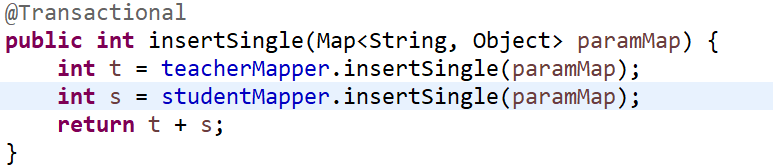 @Transactional
public int insertSingle(Map<String, Object> paramMap) {
    int t = teacherMapper.insertSingle(paramMap);
    int s = studentMapper.insertSingle(paramMap);
    return t + s;
}